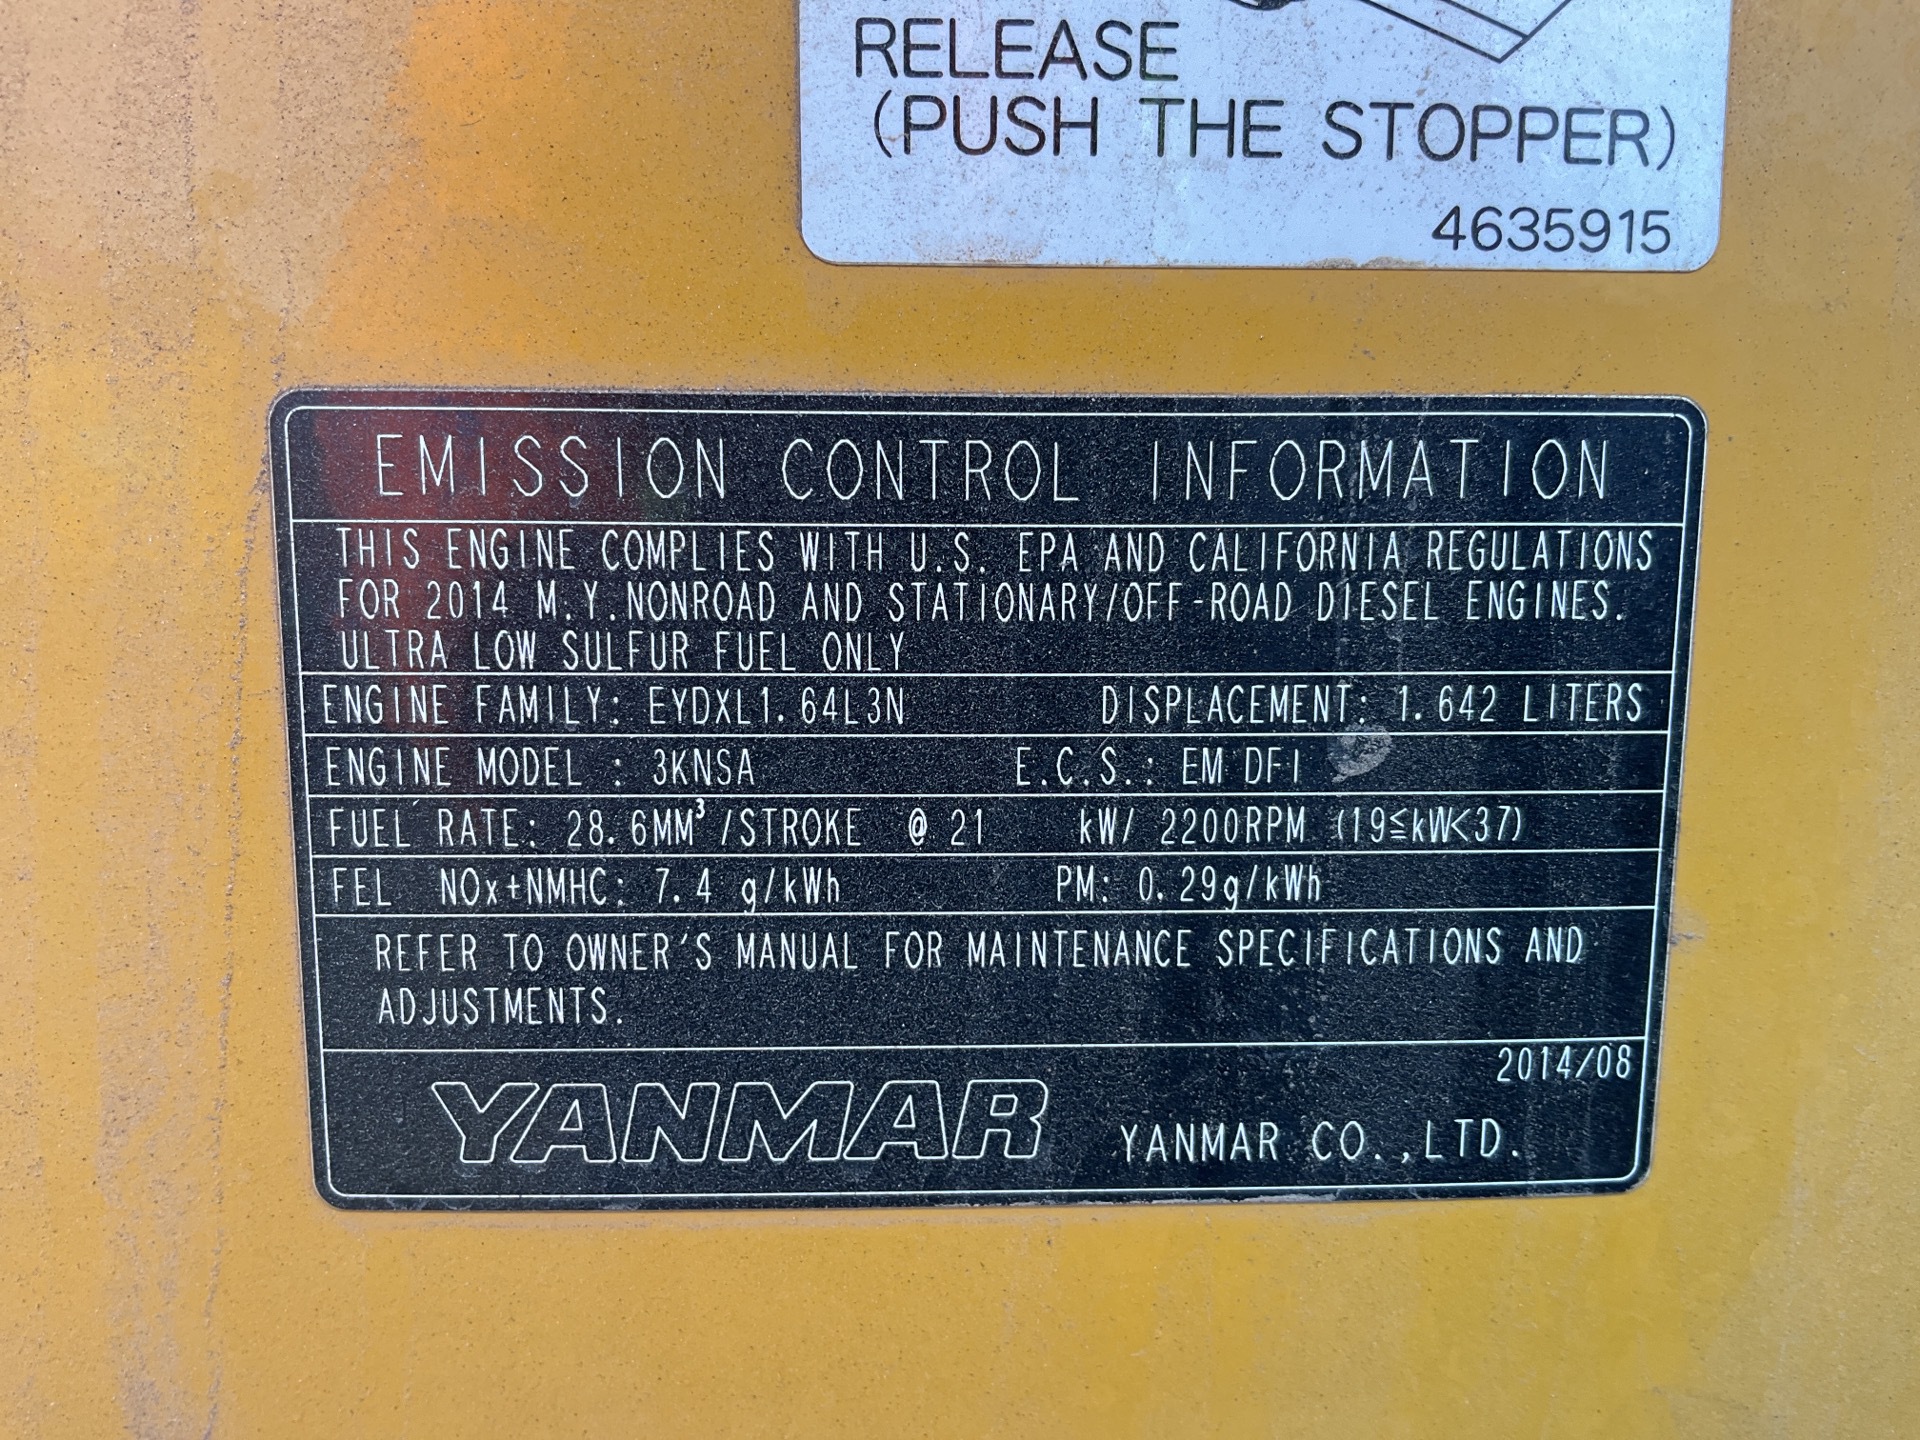 RELEASE
(PUSH THE STOPPER)
4635915
EMISSION CONTROL INFORMATION
THIS ENGINE COMPLIES WITH U.S. EPA AND CALIFORNIA REGULATIONS
FOR 2014 M.Y.NONROAD AND STATIONARY/OFF-ROAD DIESEL ENGINES.
ULTRA LOW SULFUR FUEL ONLY
ENGINE FAMILY: EYDXL1.64L3N DISPLACEMENT: 1.642 LITERS
ENGINE MODEL : 3KNSA E.C.S.: EM DFI
FUEL RATE: 28.6MM³/STROKE @ 21 kW/ 2200RPM (19≦kW<37)
FEL NOx+NMHC: 7.4 g/kWh PM: 0.29g/kWh
REFER TO OWNER'S MANUAL FOR MAINTENANCE SPECIFICATIONS AND
ADJUSTMENTS.
2014/08
YANMAR YANMAR CO.,LTD.